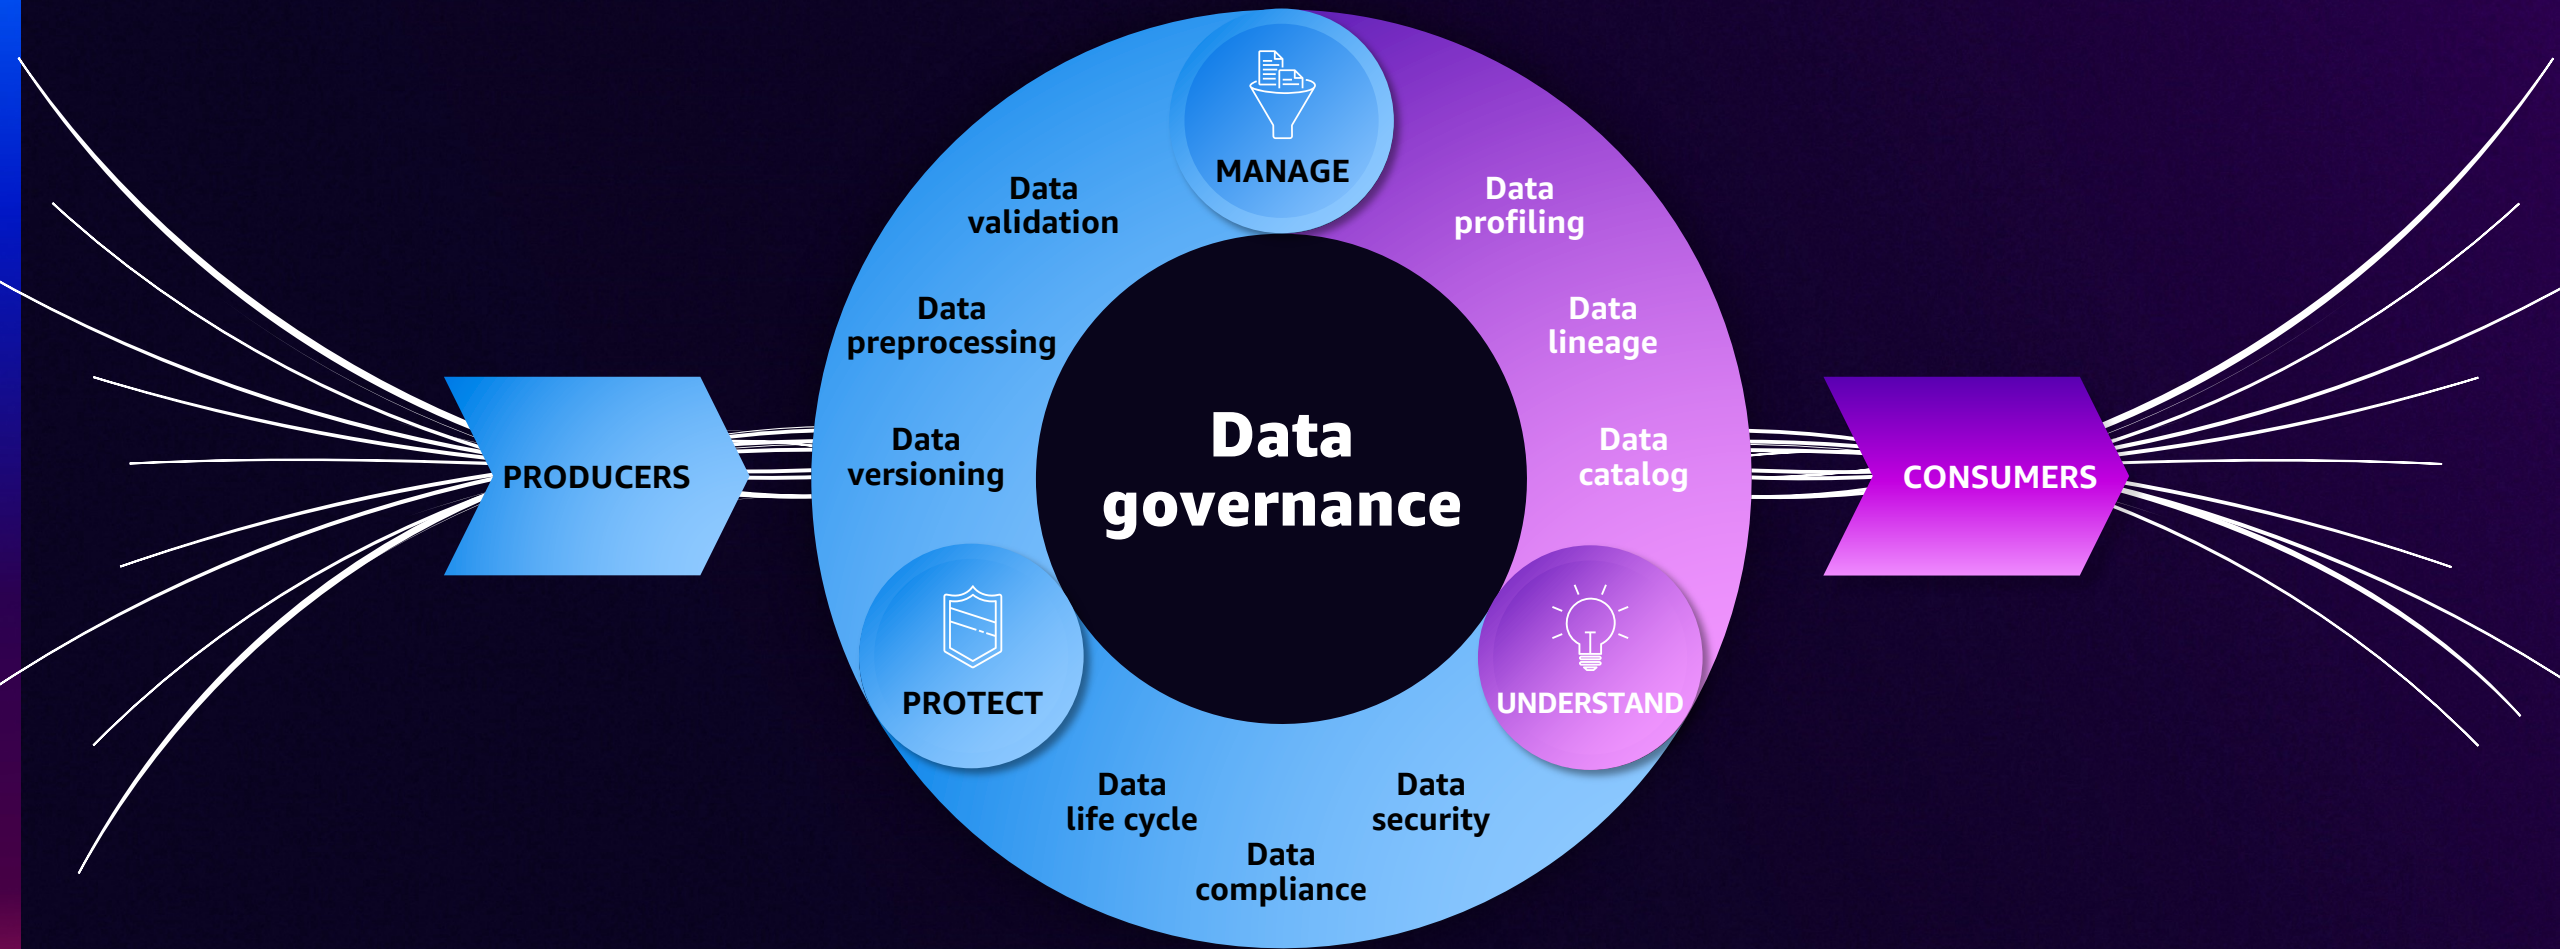 MANAGE
Data
validation
Data
profiling
Data
preprocessing
Data
lineage
Data
versioning
Data
governance
Data
catalog
PRODUCERS
CONSUMERS
PROTECT
UNDERSTAND
Data
life cycle
Data
security
Data
compliance